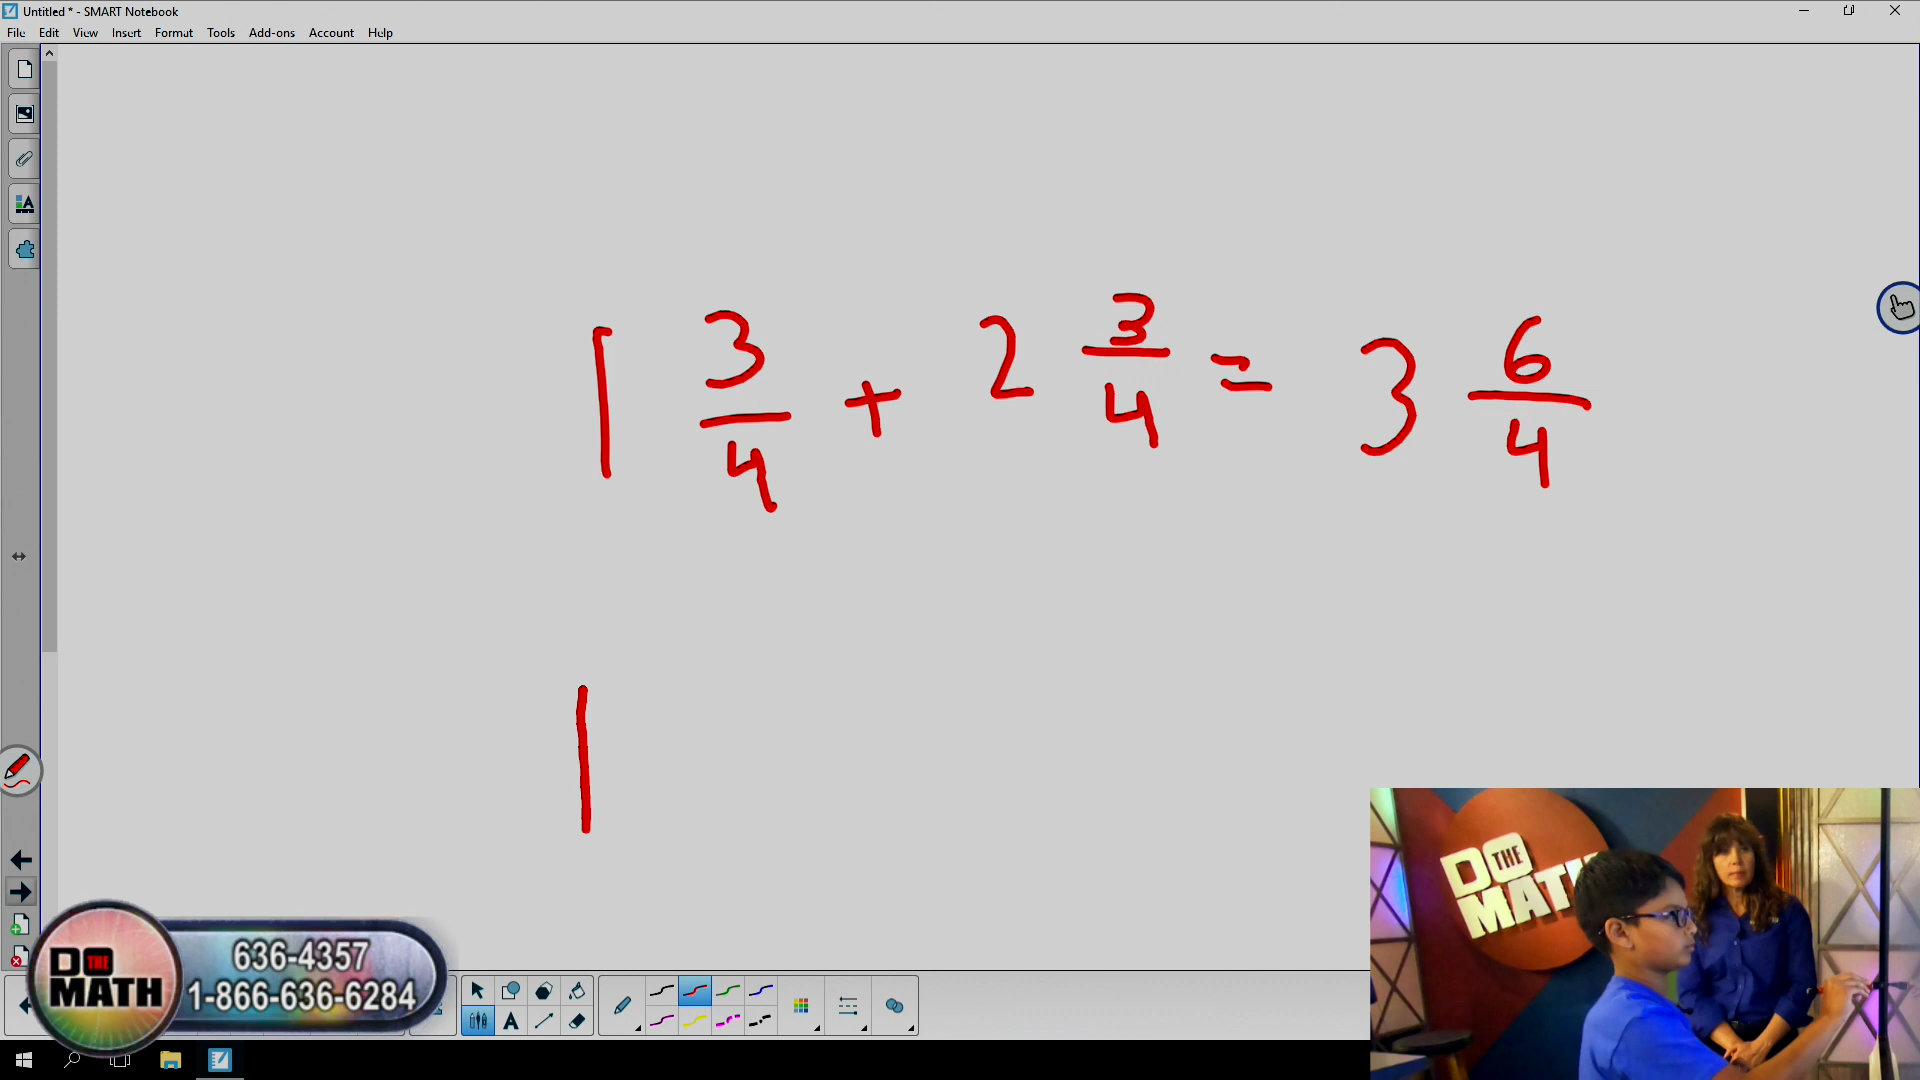 Untitled * - SMART Notebook
File Edit View Insert Format Tools Add-ons Account Help
1 3/4 + 2 3/4 = 3 6/4
1
DO THE MATH
636-4357
1-866-636-6284
DO THE MATH